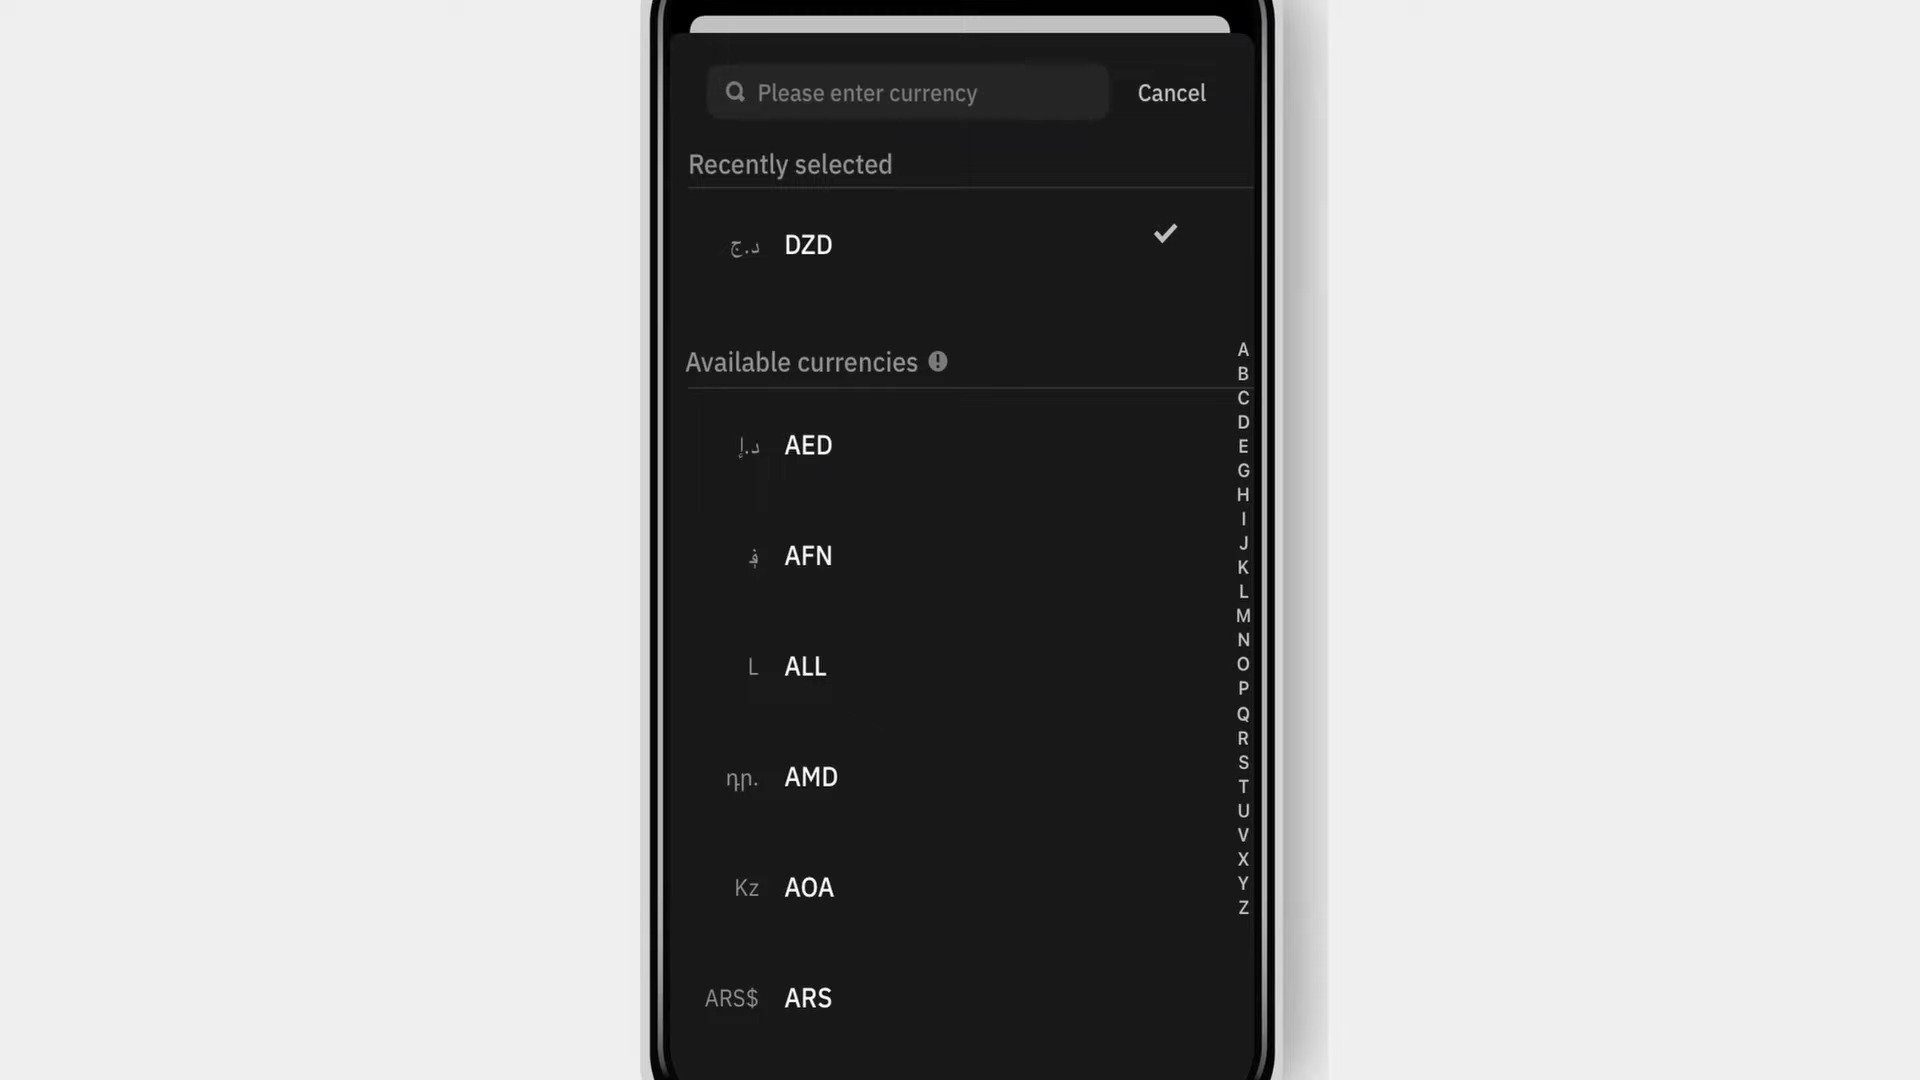 Please enter currency
Cancel
Recently selected
د.ج DZD
Available currencies
د.إ AED
؋ AFN
L ALL
դր. AMD
Kz AOA
ARS$ ARS
A
B
C
D
E
G
H
I
J
K
L
M
N
O
P
Q
R
S
T
U
V
X
Y
Z